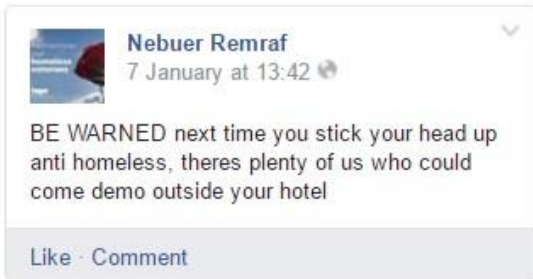 Nebuer Remraf
7 January at 13:42
BE WARNED next time you stick your head up
anti homeless, theres plenty of us who could
come demo outside your hotel
Like · Comment